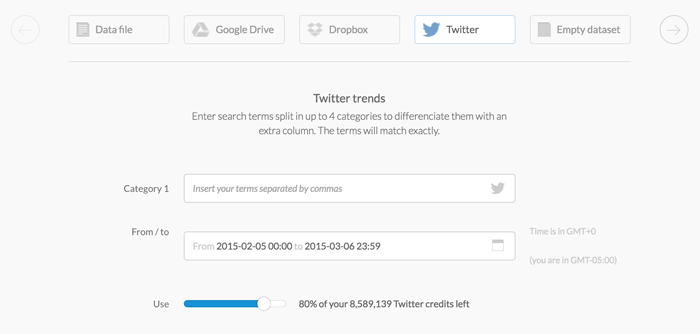 Data file
Google Drive
Dropbox
Twitter
Empty dataset
Twitter trends
Enter search terms split in up to 4 categories to differenciate them with an
extra column. The terms will match exactly.
Category 1
Insert your terms separated by commas
From / to
From 2015-02-05 00:00 to 2015-03-06 23:59
Time is in GMT+0
(you are in GMT-05:00)
Use
80% of your 8,589,139 Twitter credits left